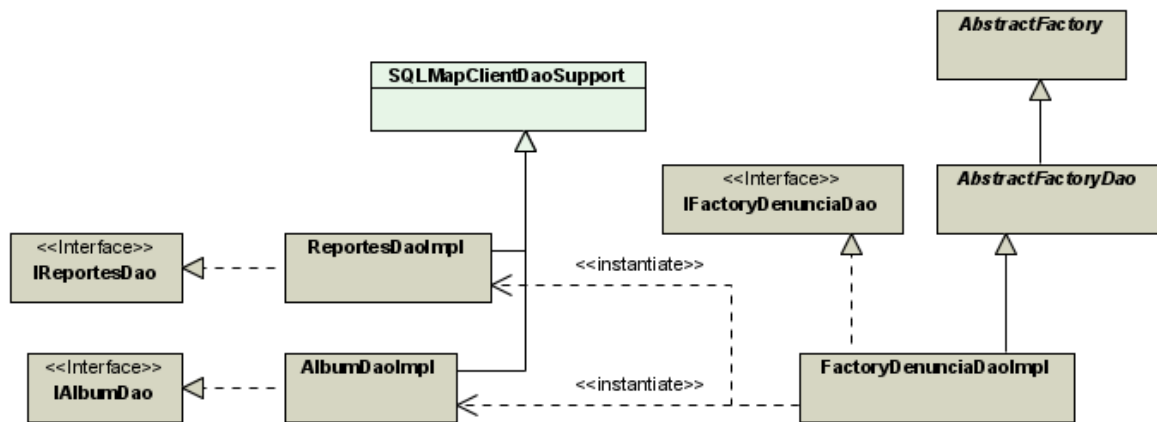 AbstractFactory
SQLMapClientDaoSupport
<<Interface>>
IFactoryDenunciaDao
AbstractFactoryDao
<<Interface>>
IReportesDao
ReportesDaoImpl
<<instantiate>>
<<Interface>>
IAlbumDao
AlbumDaoImpl
<<instantiate>>
FactoryDenunciaDaoImpl